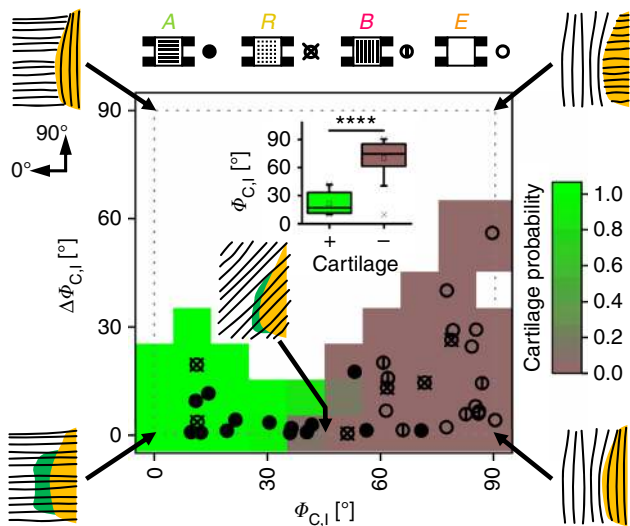 A R B E
90°
0°
90
60
30
0
ΔΦC,I [°]
0 30 60 90
ΦC,I [°]
****
90
60
30
0
ΦC,I [°]
+ −
Cartilage
1.0
0.8
0.6
0.4
0.2
0.0
Cartilage probability